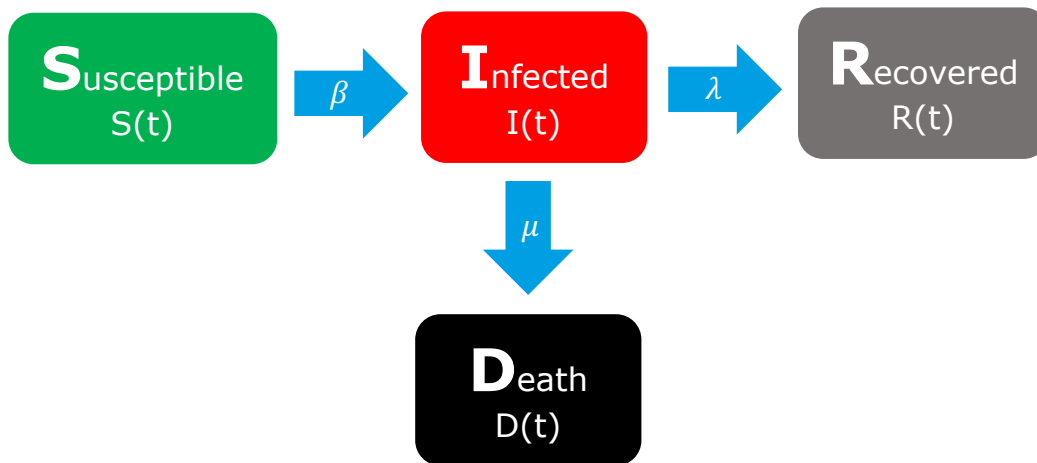 Susceptible
S(t)
β
Infected
I(t)
λ
Recovered
R(t)
μ
Death
D(t)